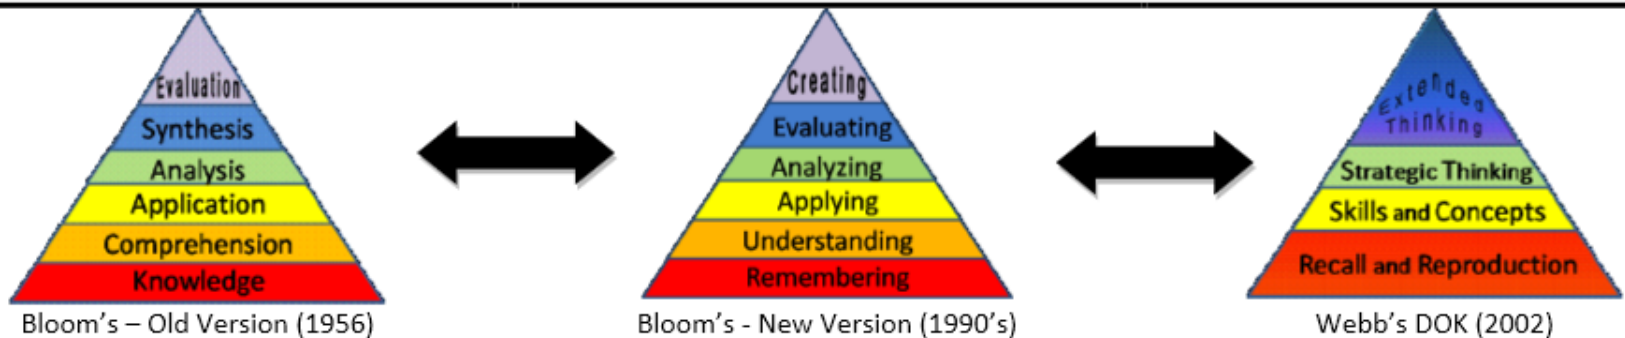 Evaluation
Synthesis
Analysis
Application
Comprehension
Knowledge
Bloom’s – Old Version (1956)
Creating
Evaluating
Analyzing
Applying
Understanding
Remembering
Bloom’s - New Version (1990’s)
Extended
Thinking
Strategic Thinking
Skills and Concepts
Recall and Reproduction
Webb’s DOK (2002)